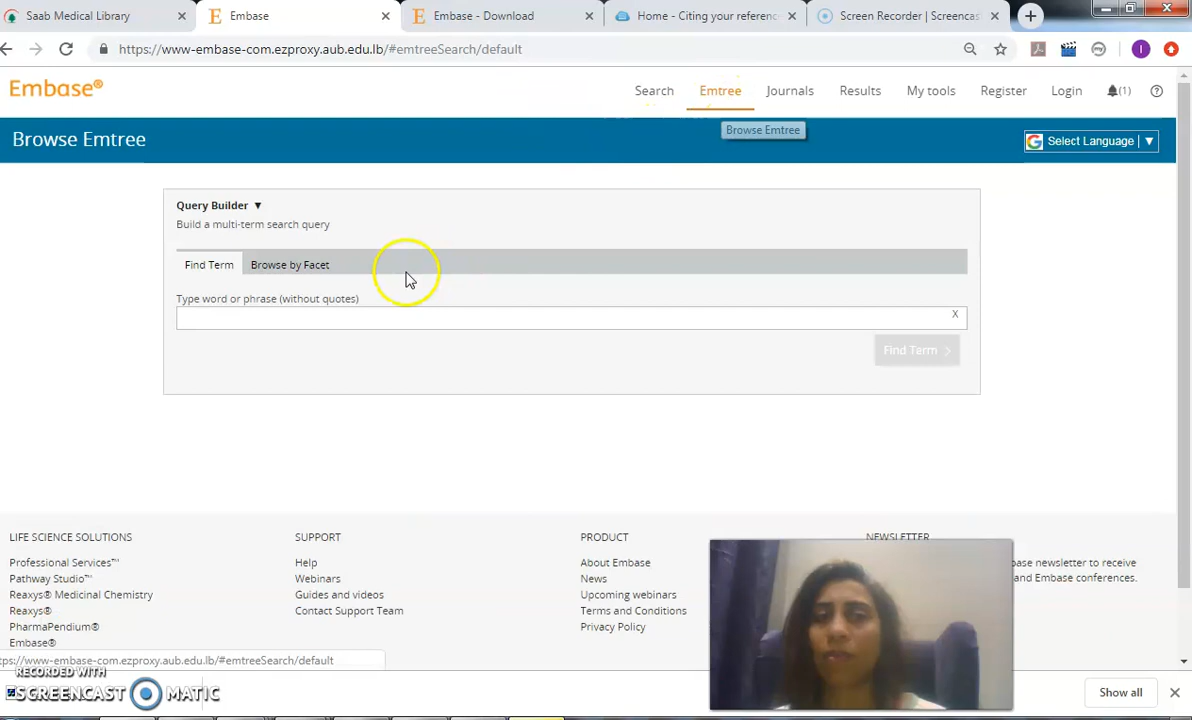 Saab Medical Library
Embase
Embase - Download
Home - Citing your referenc
Screen Recorder | Screencas
https://www-embase-com.ezproxy.aub.edu.lb/#emtreeSearch/default
Embase®
Search
Emtree
Journals
Results
My tools
Register
Login
(1)
Browse Emtree
Browse Emtree
Select Language
Query Builder
Build a multi-term search query
Find Term
Browse by Facet
Type word or phrase (without quotes)
X
Find Term
LIFE SCIENCE SOLUTIONS
Professional Services™
Pathway Studio™
Reaxys® Medicinal Chemistry
Reaxys®
PharmaPendium®
Embase®
SUPPORT
Help
Webinars
Guides and videos
Contact Support Team
PRODUCT
About Embase
News
Upcoming webinars
Terms and Conditions
Privacy Policy
NEWSLETTER
base newsletter to receive
and Embase conferences.
ps://www-embase-com.ezproxy.aub.edu.lb/#emtreeSearch/default
RECORDED WITH
SCREENCAST MATIC
Show all